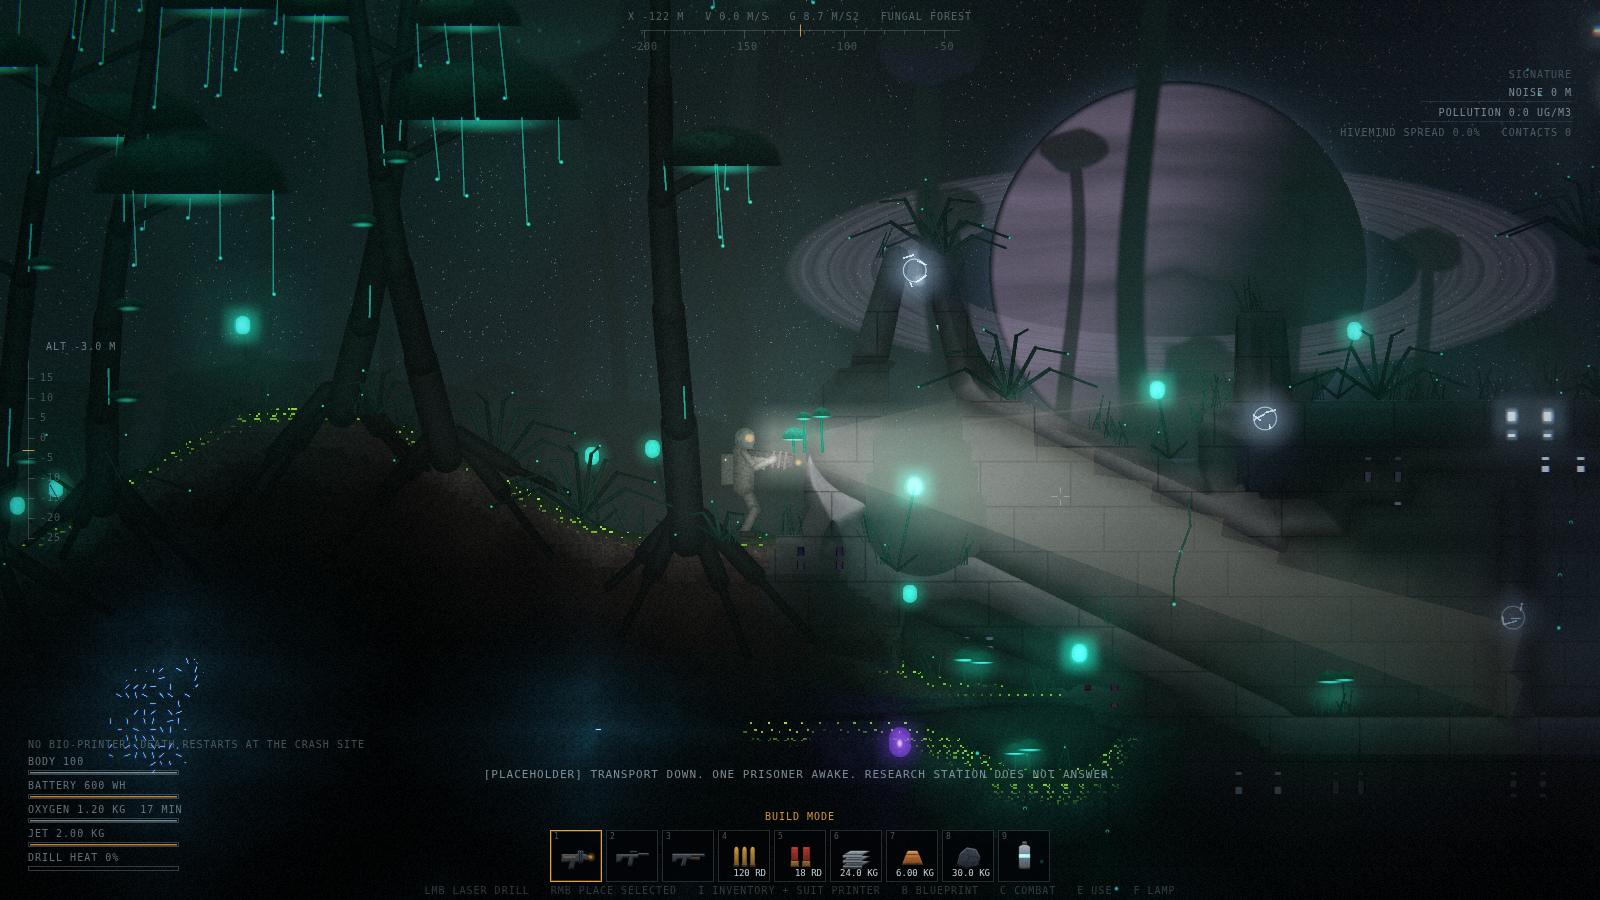 X -122 M   V 0.0 M/S   G 8.7 M/S2   FUNGAL FOREST
-200   -150   -100   -50
SIGNATURE
NOISE 0 M
POLLUTION 0.0 UG/M3
HIVEMIND SPREAD 0.0%   CONTACTS 0
ALT -3.0 M
15
10
5
0
-5
-10
-15
-20
-25
NO BIO-PRINTER: DEATH RESTARTS AT THE CRASH SITE
BODY 100
BATTERY 600 WH
OXYGEN 1.20 KG   17 MIN
JET 2.00 KG
DRILL HEAT 0%
[PLACEHOLDER] TRANSPORT DOWN. ONE PRISONER AWAKE. RESEARCH STATION DOES NOT ANSWER.
BUILD MODE
1   2   3   4   5   6   7   8   9
120 RD   18 RD   24.0 KG   6.00 KG   30.0 KG
LMB LASER DRILL   RMB PLACE SELECTED   I INVENTORY + SUIT PRINTER   B BLUEPRINT   C COMBAT   E USE   F LAMP